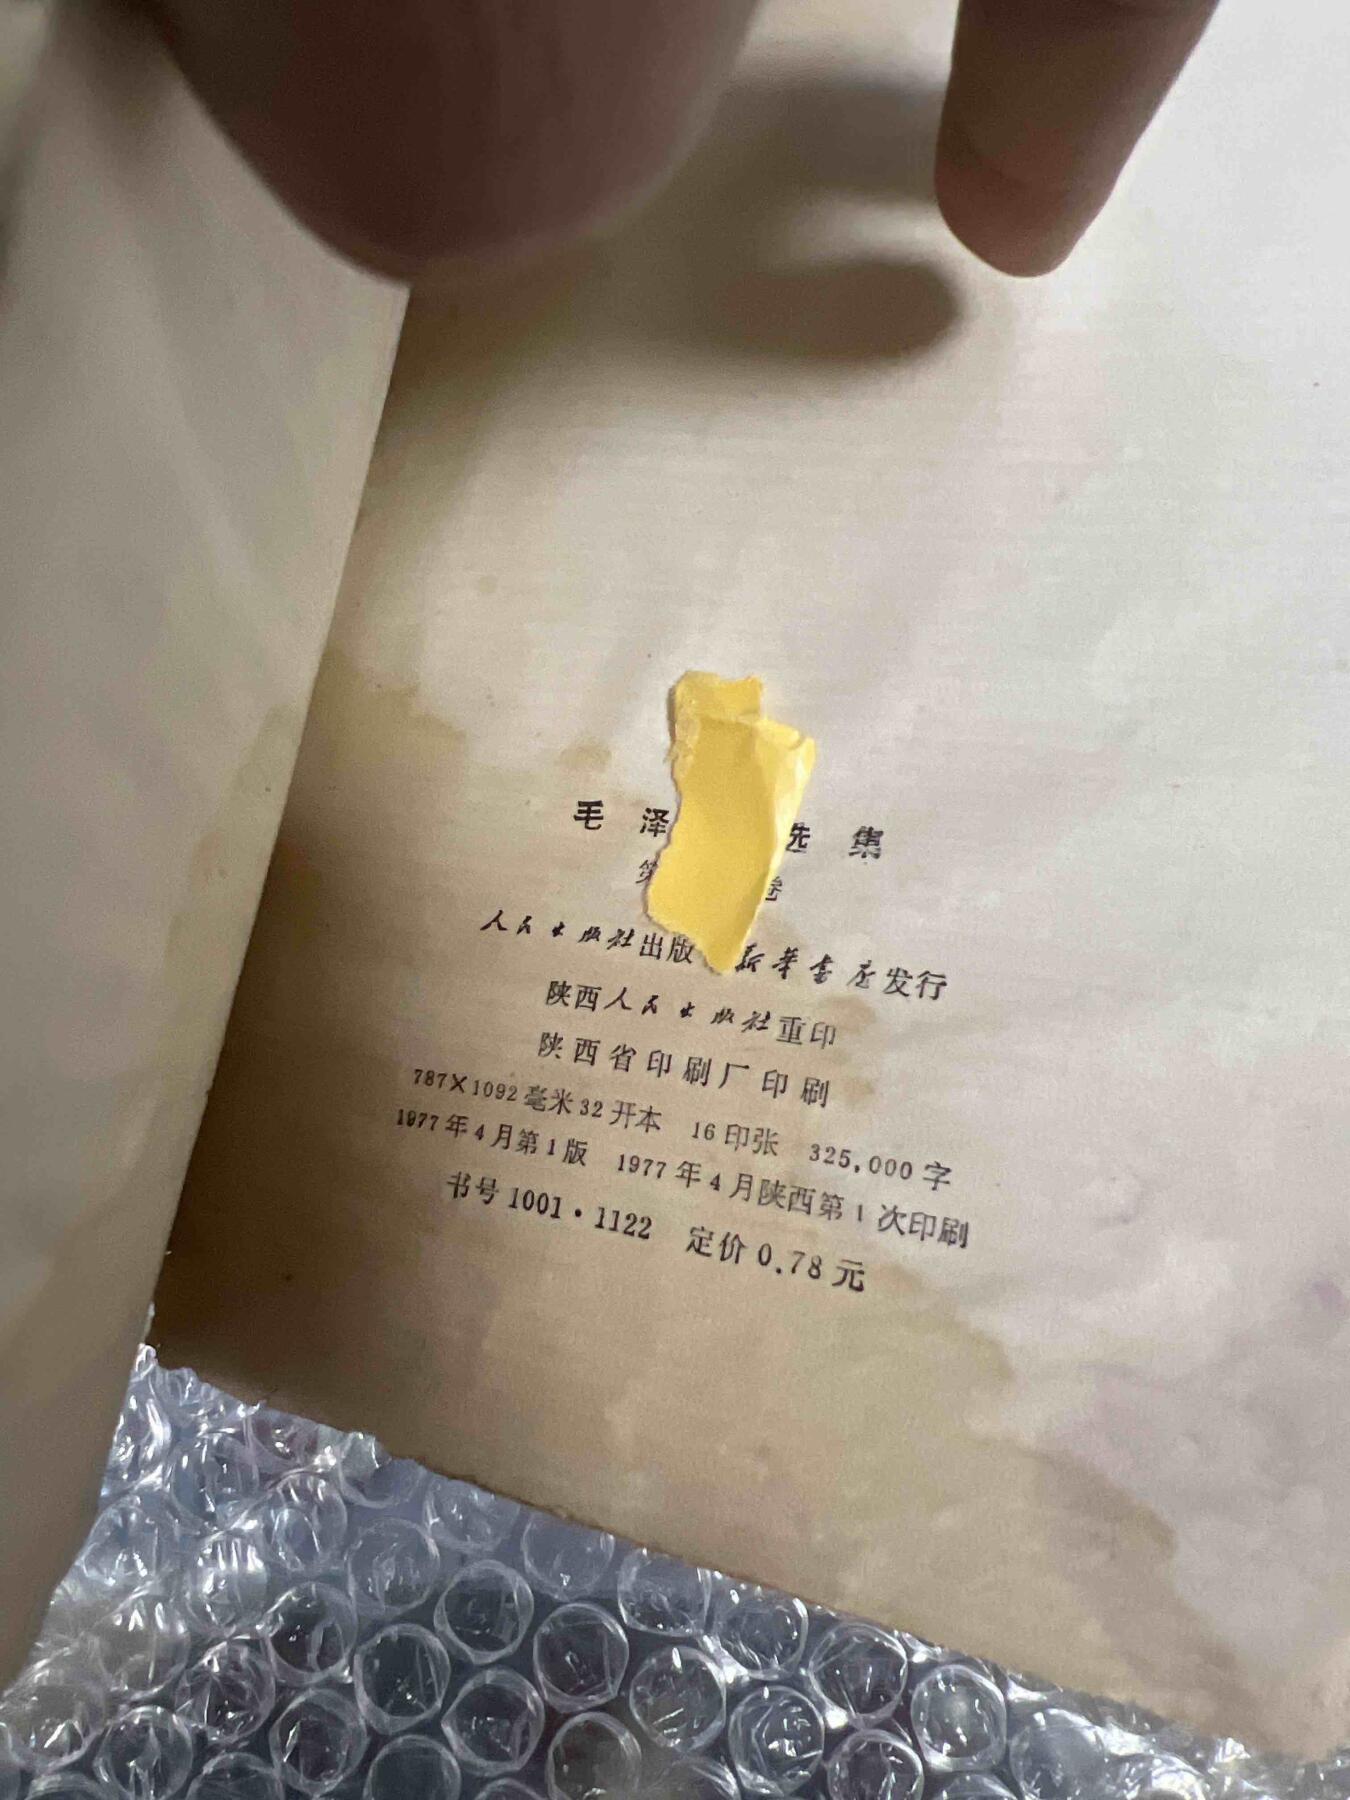 毛泽 选集
第 卷
人民出版社出版 新华书店发行
陕西人民出版社重印
陕西省印刷厂印刷
787×1092毫米32开本 16印张 325,000字
1977年4月第1版 1977年4月陕西第1次印刷
书号1001·1122 定价0.78元